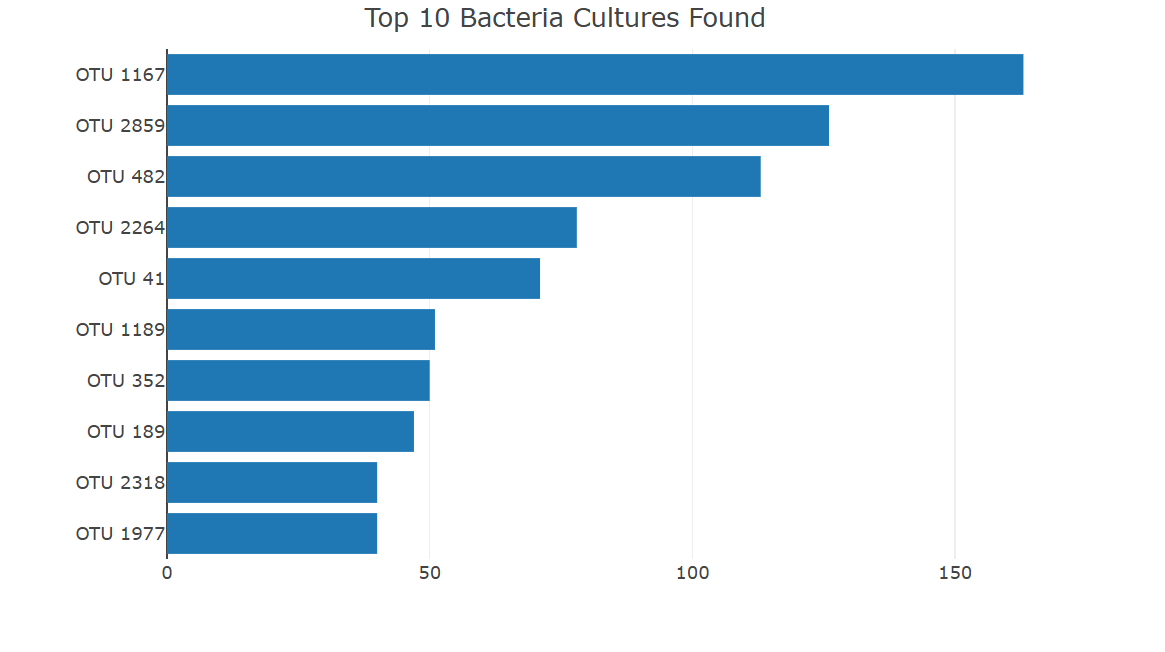 Top 10 Bacteria Cultures Found
OTU 1167
OTU 2859
OTU 482
OTU 2264
OTU 41
OTU 1189
OTU 352
OTU 189
OTU 2318
OTU 1977
0 50 100 150